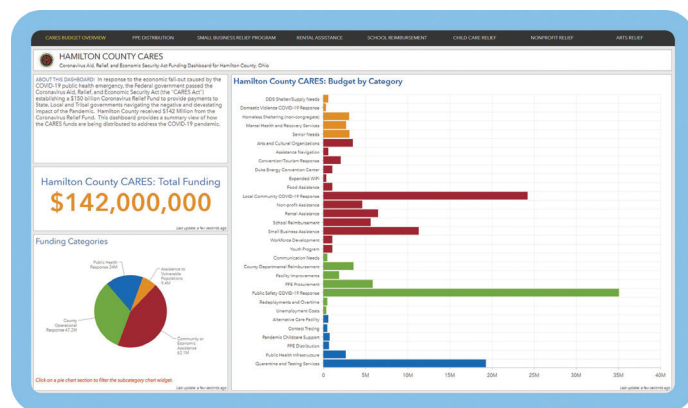 CARES BUDGET OVERVIEW
PPE DISTRIBUTION
SMALL BUSINESS RELIEF PROGRAM
RENTAL ASSISTANCE
SCHOOL REIMBURSEMENT
CHILD CARE RELIEF
NONPROFIT RELIEF
ARTS RELIEF
HAMILTON COUNTY CARES
Coronavirus Aid, Relief, and Economic Security Act Funding Dashboard for Hamilton County, Ohio
ABOUT THIS DASHBOARD: In response to the economic fall-out caused by the
COVID-19 public health emergency, the Federal government passed the
Coronavirus Aid, Relief, and Economic Security Act (the "CARES Act")
establishing a $150 billion Coronavirus Relief Fund to provide payments to
State, Local and Tribal governments navigating the negative and devastating
impact of the Pandemic. Hamilton County received $142 Million from the
Coronavirus Relief Fund. This dashboard provides a summary view of how
the CARES funds are being distributed to address the COVID-19 pandemic.
Hamilton County CARES: Total Funding
$142,000,000
Last update: a few seconds ago
Funding Categories
Public Health
Response 24M
Assistance to
Vulnerable
Populations
County
Operational
Response 47.2M
Community or
Economic
Assistance
62.1M
Click on a pie chart section to filter the subcategory chart widget.
Last update: a few seconds ago
Hamilton County CARES: Budget by Category
DDS Shelter/Supply Needs
Domestic Violence COVID-19 Response
Homeless Sheltering (non-congregate)
Mental Health and Recovery Services
Senior Needs
Arts and Cultural Organizations
Assistance Navigation
Convention/Tourism Response
Duke Energy Convention Center
Expanded WiFi
Food Assistance
Local Community COVID-19 Response
Non-profit Assistance
Rental Assistance
School Reimbursement
Small Business Assistance
Workforce Development
Youth Program
Communication Needs
County Departmental Reimbursement
Facility Improvements
PPE Procurement
Public Safety COVID-19 Response
Redeployments and Overtime
Unemployment Costs
Alternative Care Facility
Contact Tracing
Pandemic Childcare Support
PPE Distribution
Public Health Infrastructure
Quarantine and Testing Services
0 5M 10M 15M 20M 25M 30M 35M 40M
Last update: a few seconds ago